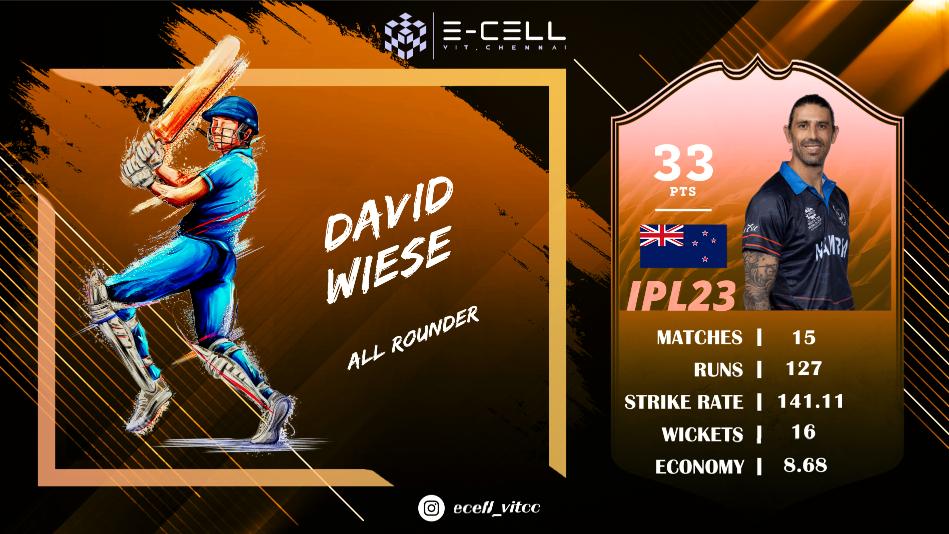 E-CELL
VIT, CHENNAI
DAVID
WIESE
ALL ROUNDER
33
PTS
IPL23
MATCHES | 15
RUNS | 127
STRIKE RATE | 141.11
WICKETS | 16
ECONOMY | 8.68
ecell_vitcc